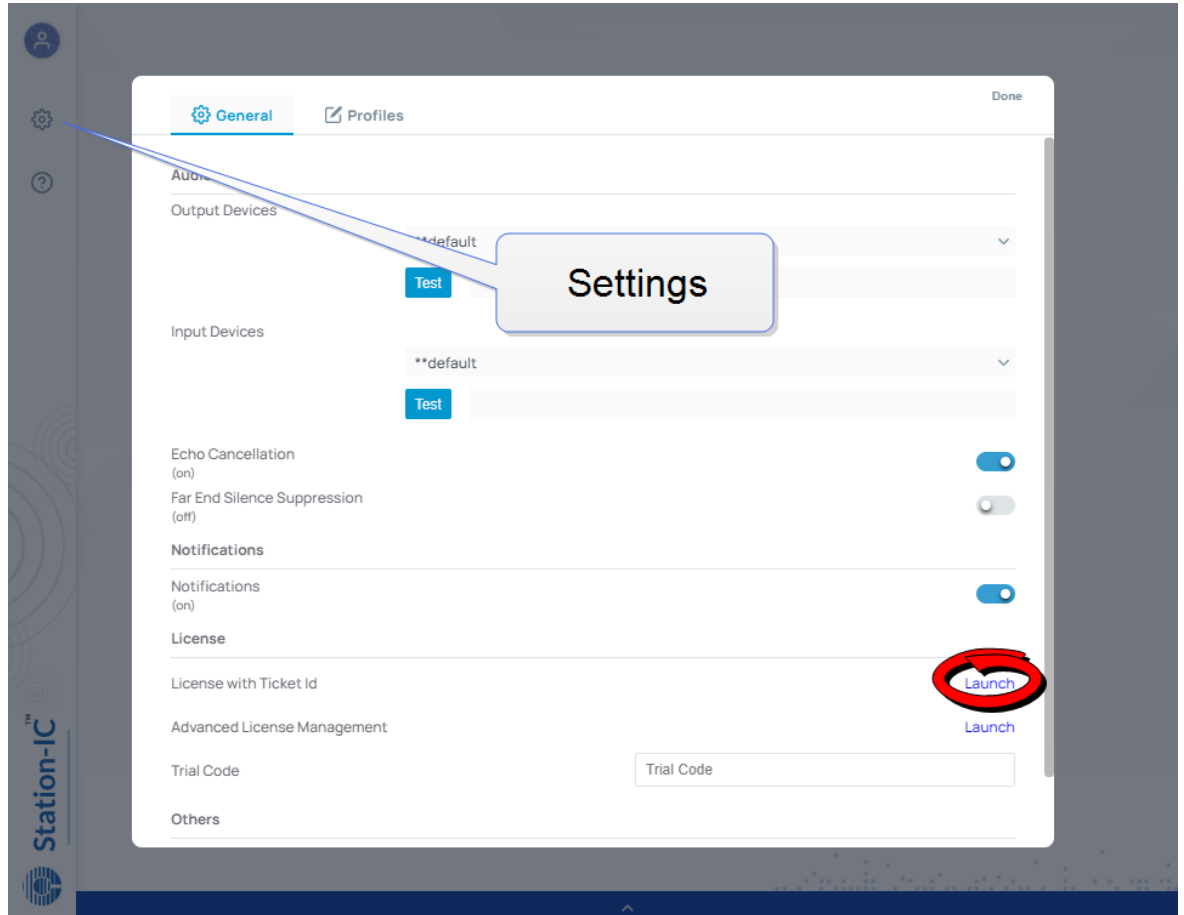 Done
General
Profiles
Audio
Output Devices
**default
Test
Settings
Input Devices
**default
Test
Echo Cancellation
(on)
Far End Silence Suppression
(off)
Notifications
Notifications
(on)
License
License with Ticket Id
Launch
Advanced License Management
Launch
Trial Code
Trial Code
Others
Station-IC™